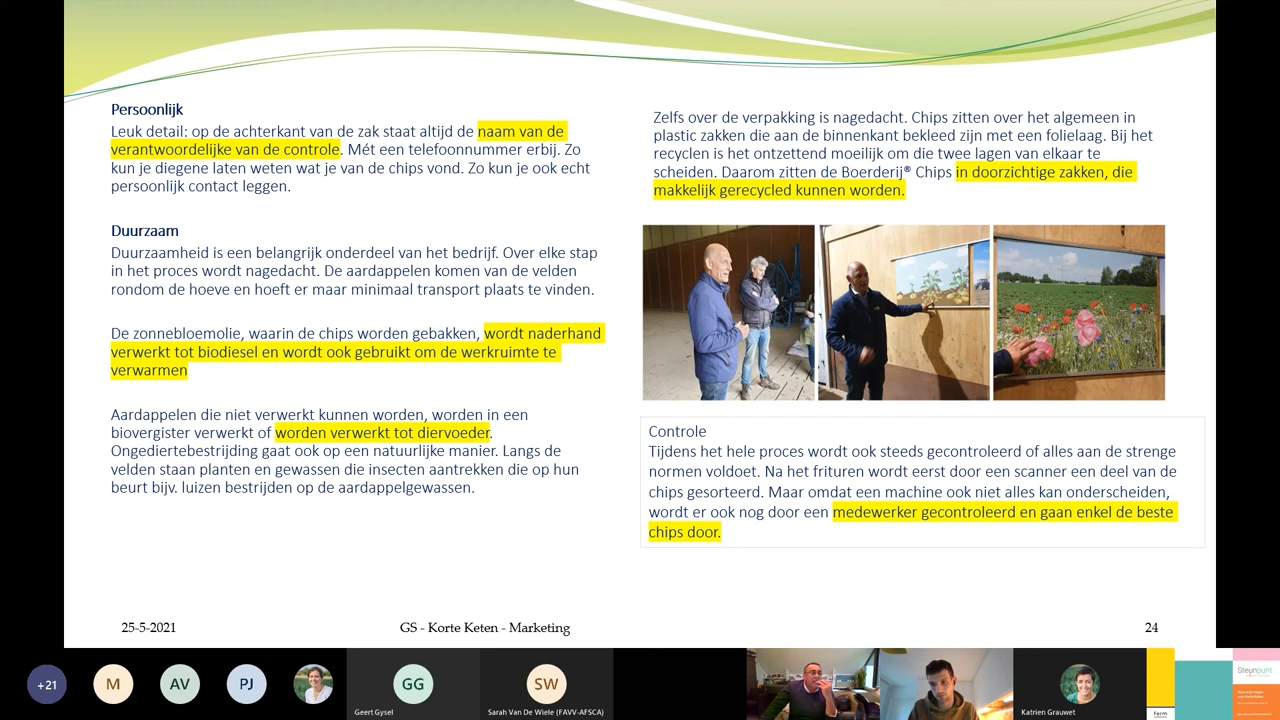 Persoonlijk
Leuk detail: op de achterkant van de zak staat altijd de naam van de
verantwoordelijke van de controle. Mét een telefoonnummer erbij. Zo
kun je diegene laten weten wat je van de chips vond. Zo kun je ook echt
persoonlijk contact leggen.
Duurzaam
Duurzaamheid is een belangrijk onderdeel van het bedrijf. Over elke stap
in het proces wordt nagedacht. De aardappelen komen van de velden
rondom de hoeve en hoeft er maar minimaal transport plaats te vinden.
De zonnebloemolie, waarin de chips worden gebakken, wordt naderhand
verwerkt tot biodiesel en wordt ook gebruikt om de werkruimte te
verwarmen
Aardappelen die niet verwerkt kunnen worden, worden in een
biovergister verwerkt of worden verwerkt tot diervoeder.
Ongediertebestrijding gaat ook op een natuurlijke manier. Langs de
velden staan planten en gewassen die insecten aantrekken die op hun
beurt bijv. luizen bestrijden op de aardappelgewassen.
Zelfs over de verpakking is nagedacht. Chips zitten over het algemeen in
plastic zakken die aan de binnenkant bekleed zijn met een folielaag. Bij het
recyclen is het ontzettend moeilijk om die twee lagen van elkaar te
scheiden. Daarom zitten de Boerderij® Chips in doorzichtige zakken, die
makkelijk gerecycled kunnen worden.
Controle
Tijdens het hele proces wordt ook steeds gecontroleerd of alles aan de strenge
normen voldoet. Na het frituren wordt eerst door een scanner een deel van de
chips gesorteerd. Maar omdat een machine ook niet alles kan onderscheiden,
wordt er ook nog door een medewerker gecontroleerd en gaan enkel de beste
chips door.
25-5-2021
GS - Korte Keten - Marketing
24
+21
M
AV
PJ
GG
Geert Gysel
SW
Sarah Van De Wiele (FAVV-AFSCA)
Katrien Grauwet
Ferm
Steunpunt